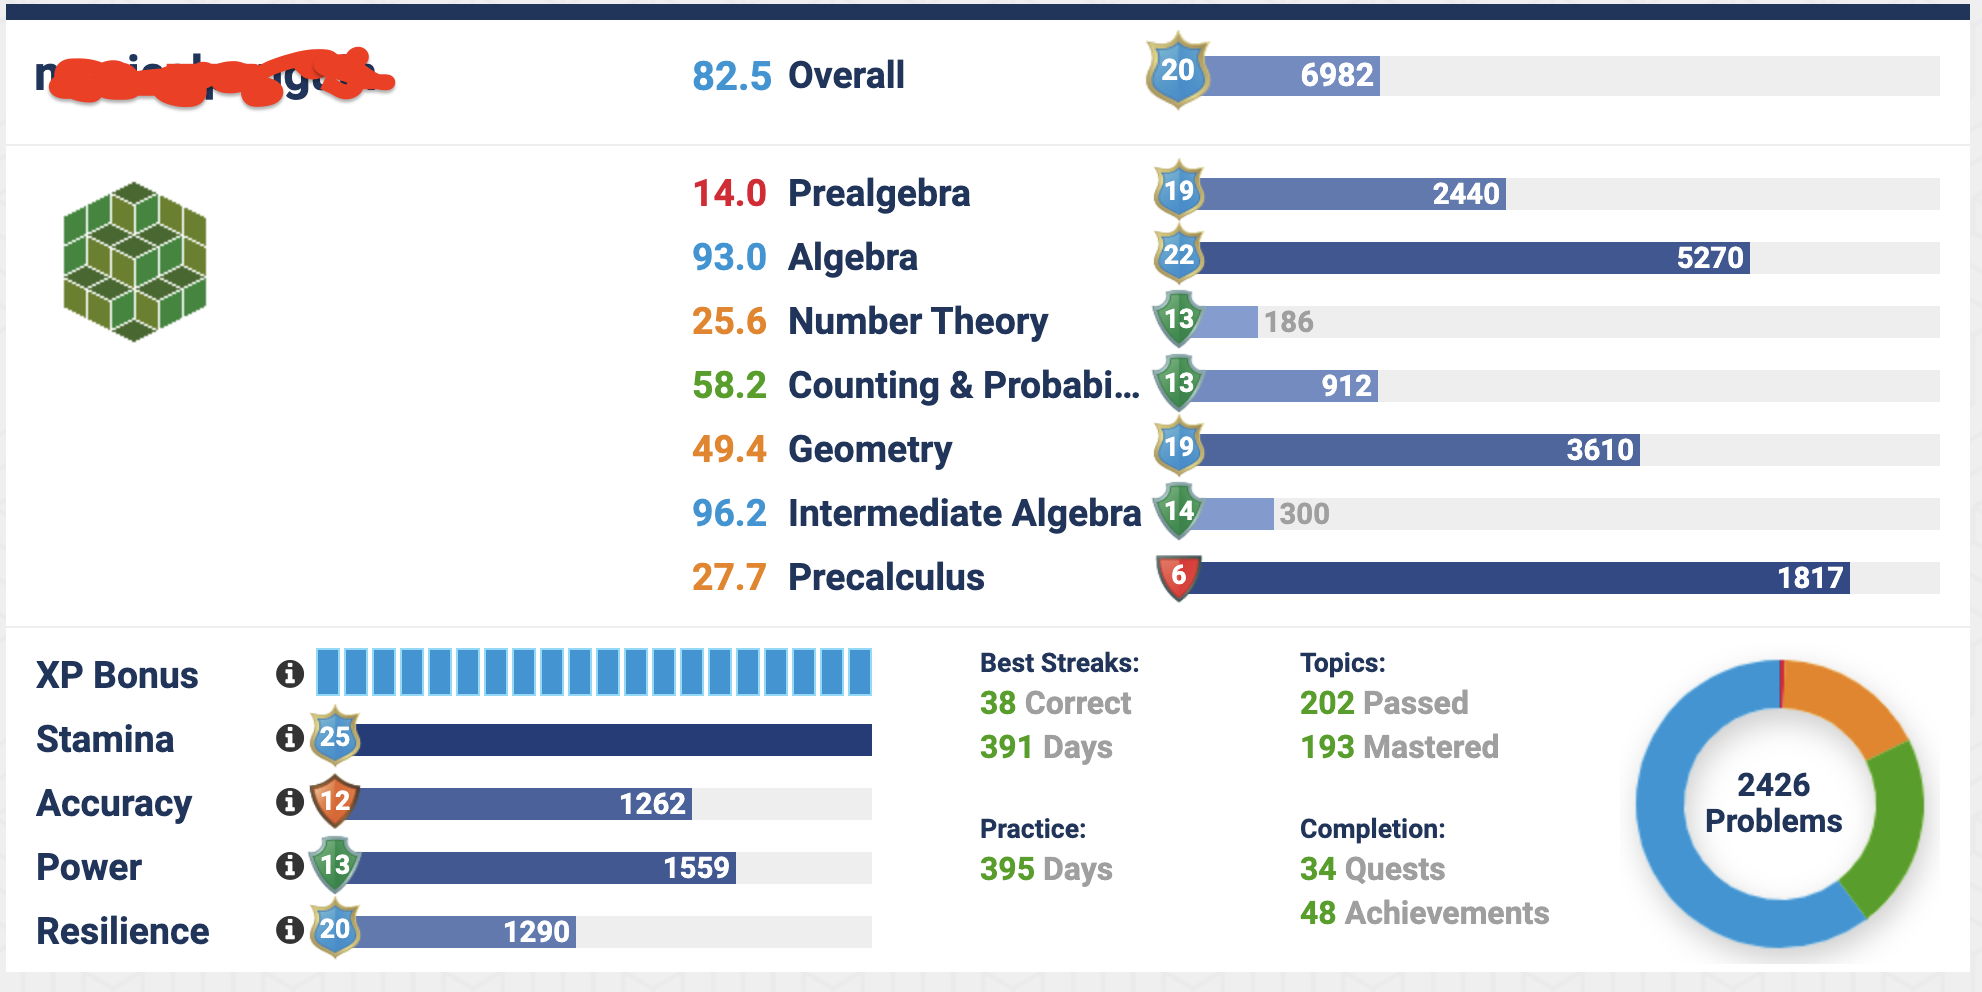 82.5 Overall 20 6982
14.0 Prealgebra 19 2440
93.0 Algebra 22 5270
25.6 Number Theory 13 186
58.2 Counting & Probabi... 13 912
49.4 Geometry 19 3610
96.2 Intermediate Algebra 14 300
27.7 Precalculus 6 1817
XP Bonus i
Stamina i 25
Accuracy i 12 1262
Power i 13 1559
Resilience i 20 1290
Best Streaks:
38 Correct
391 Days
Practice:
395 Days
Topics:
202 Passed
193 Mastered
Completion:
34 Quests
48 Achievements
2426
Problems